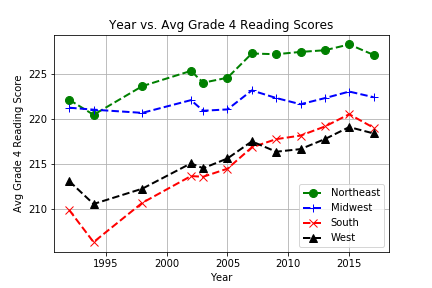 Year vs. Avg Grade 4 Reading Scores
Avg Grade 4 Reading Score
225
220
215
210
Northeast
Midwest
South
West
1995 2000 2005 2010 2015
Year